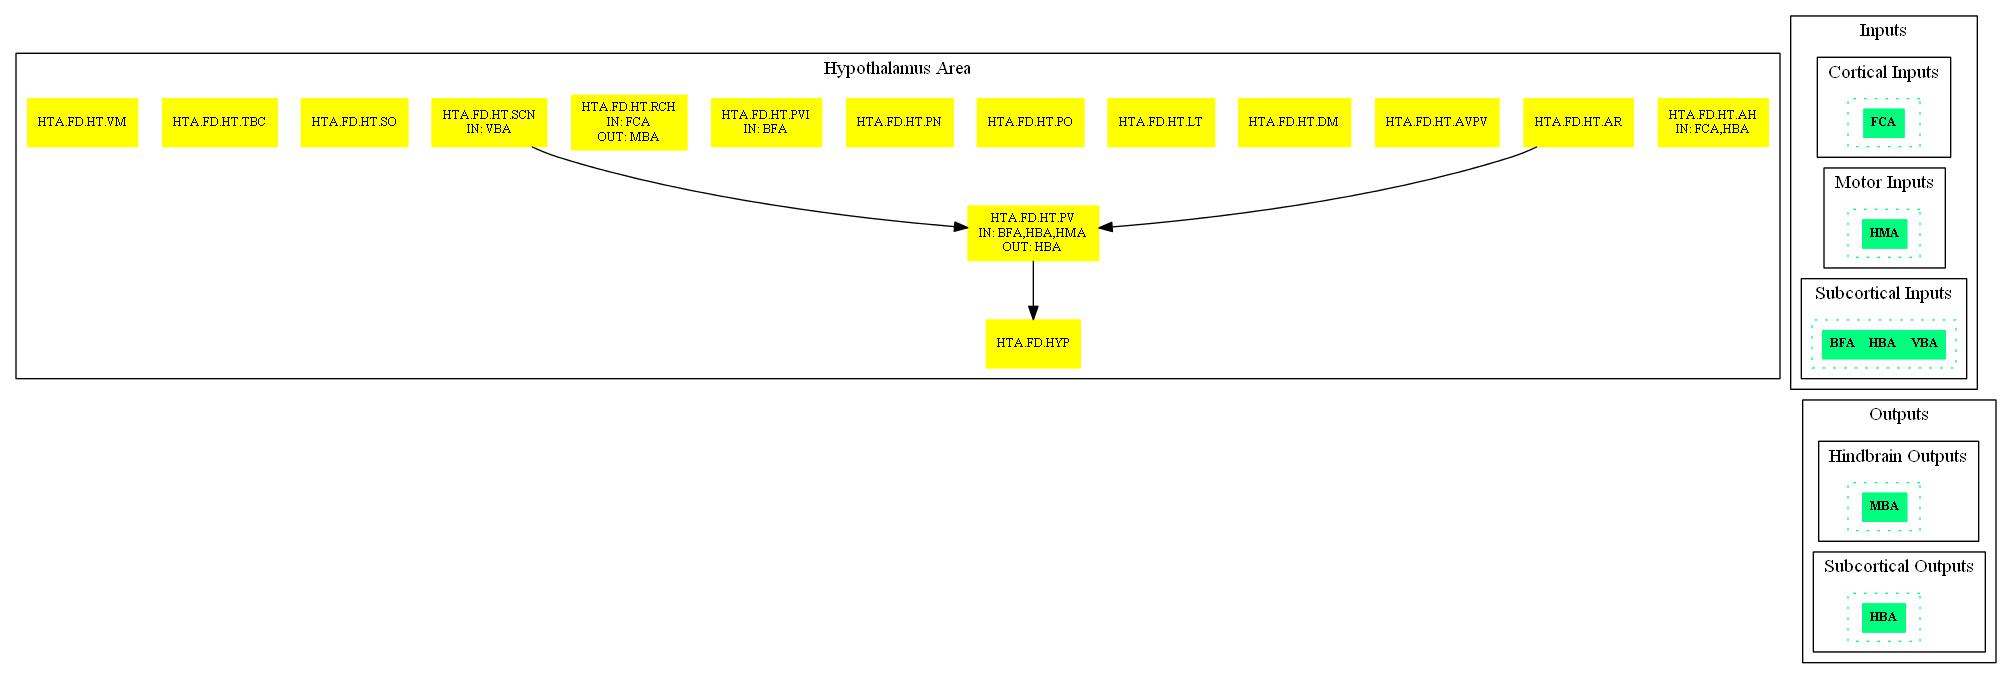 Inputs
Hypothalamus Area
Cortical Inputs
HTA.FD.HT.VM
HTA.FD.HT.TBC
HTA.FD.HT.SO
HTA.FD.HT.SCN
IN: VBA
HTA.FD.HT.RCH
IN: FCA
OUT: MBA
HTA.FD.HT.PVI
IN: BFA
HTA.FD.HT.PN
HTA.FD.HT.PO
HTA.FD.HT.LT
HTA.FD.HT.DM
HTA.FD.HT.AVPV
HTA.FD.HT.AR
HTA.FD.HT.AH
IN: FCA,HBA
FCA
Motor Inputs
HTA.FD.HT.PV
IN: BFA,HBA,HMA
OUT: HBA
HMA
Subcortical Inputs
HTA.FD.HYP
BFA HBA VBA
Outputs
Hindbrain Outputs
MBA
Subcortical Outputs
HBA